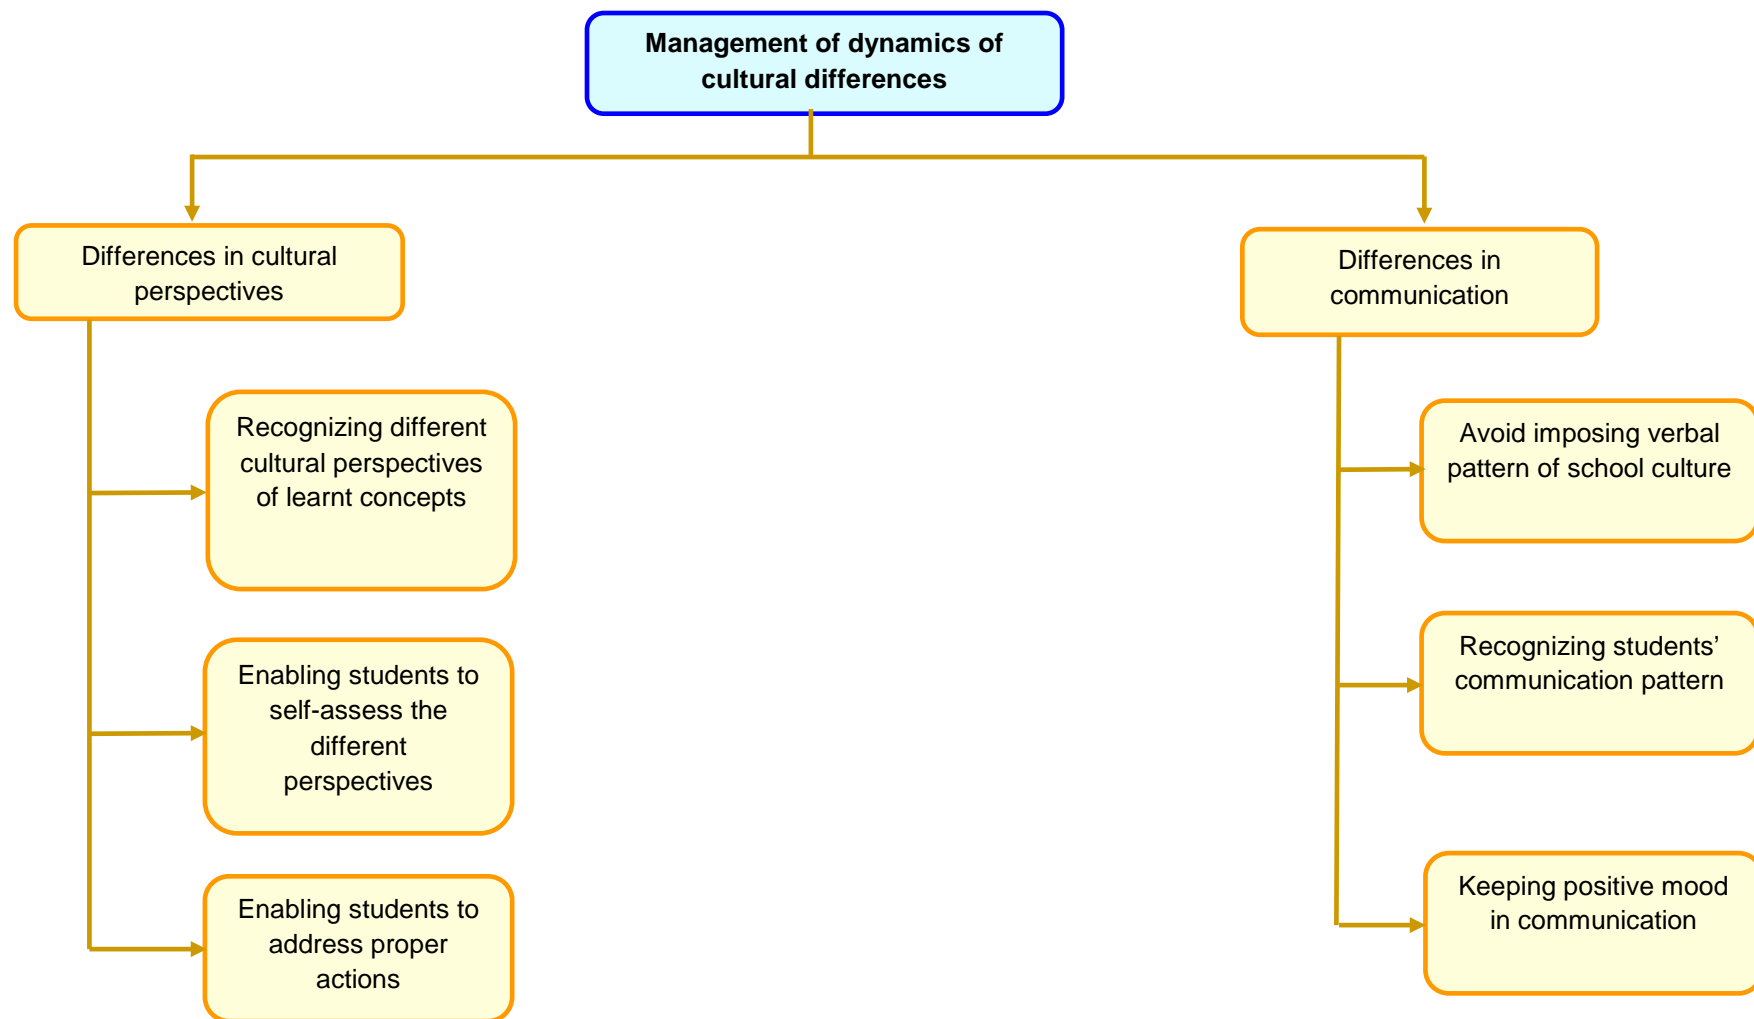 Management of dynamics of
cultural differences
Differences in cultural
perspectives
Recognizing different
cultural perspectives
of learnt concepts
Enabling students to
self-assess the
different
perspectives
Enabling students to
address proper
actions
Differences in
communication
Avoid imposing verbal
pattern of school culture
Recognizing students’
communication pattern
Keeping positive mood
in communication